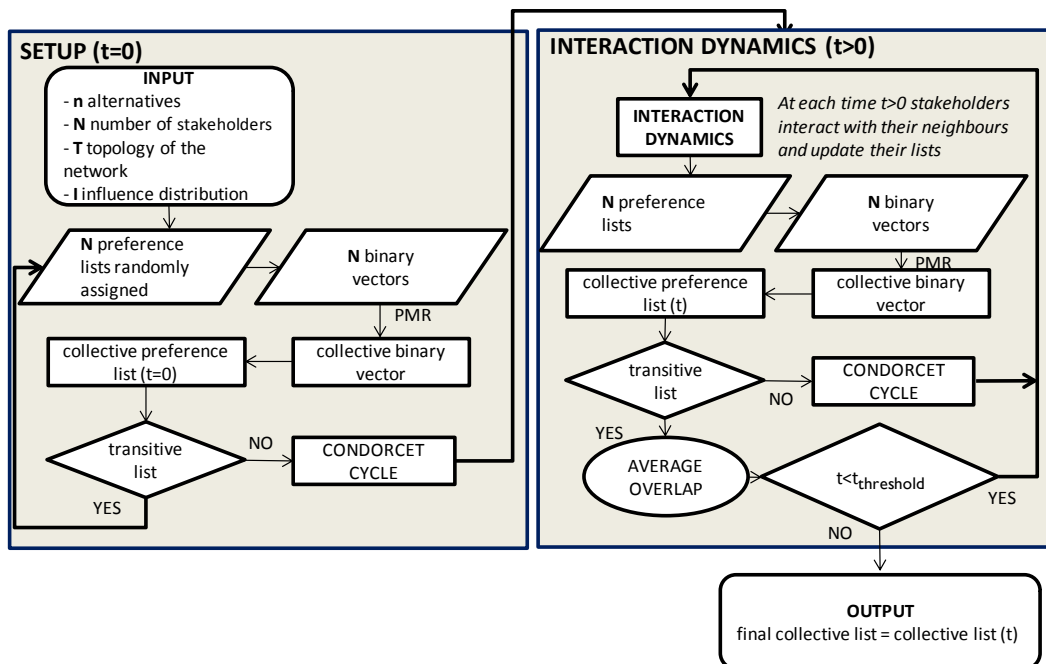 SETUP (t=0)
INPUT
- n alternatives
- N number of stakeholders
- T topology of the
network
- I influence distribution
N preference
lists randomly
assigned
N binary
vectors
PMR
collective preference
list (t=0)
collective binary
vector
transitive
list
NO
CONDORCET
CYCLE
YES
INTERACTION DYNAMICS (t>0)
INTERACTION
DYNAMICS
At each time t>0 stakeholders
interact with their neighbours
and update their lists
N preference
lists
N binary
vectors
PMR
collective preference
list (t)
collective binary
vector
transitive
list
NO
CONDORCET
CYCLE
YES
AVERAGE
OVERLAP
t<tthreshold
YES
NO
OUTPUT
final collective list = collective list (t)